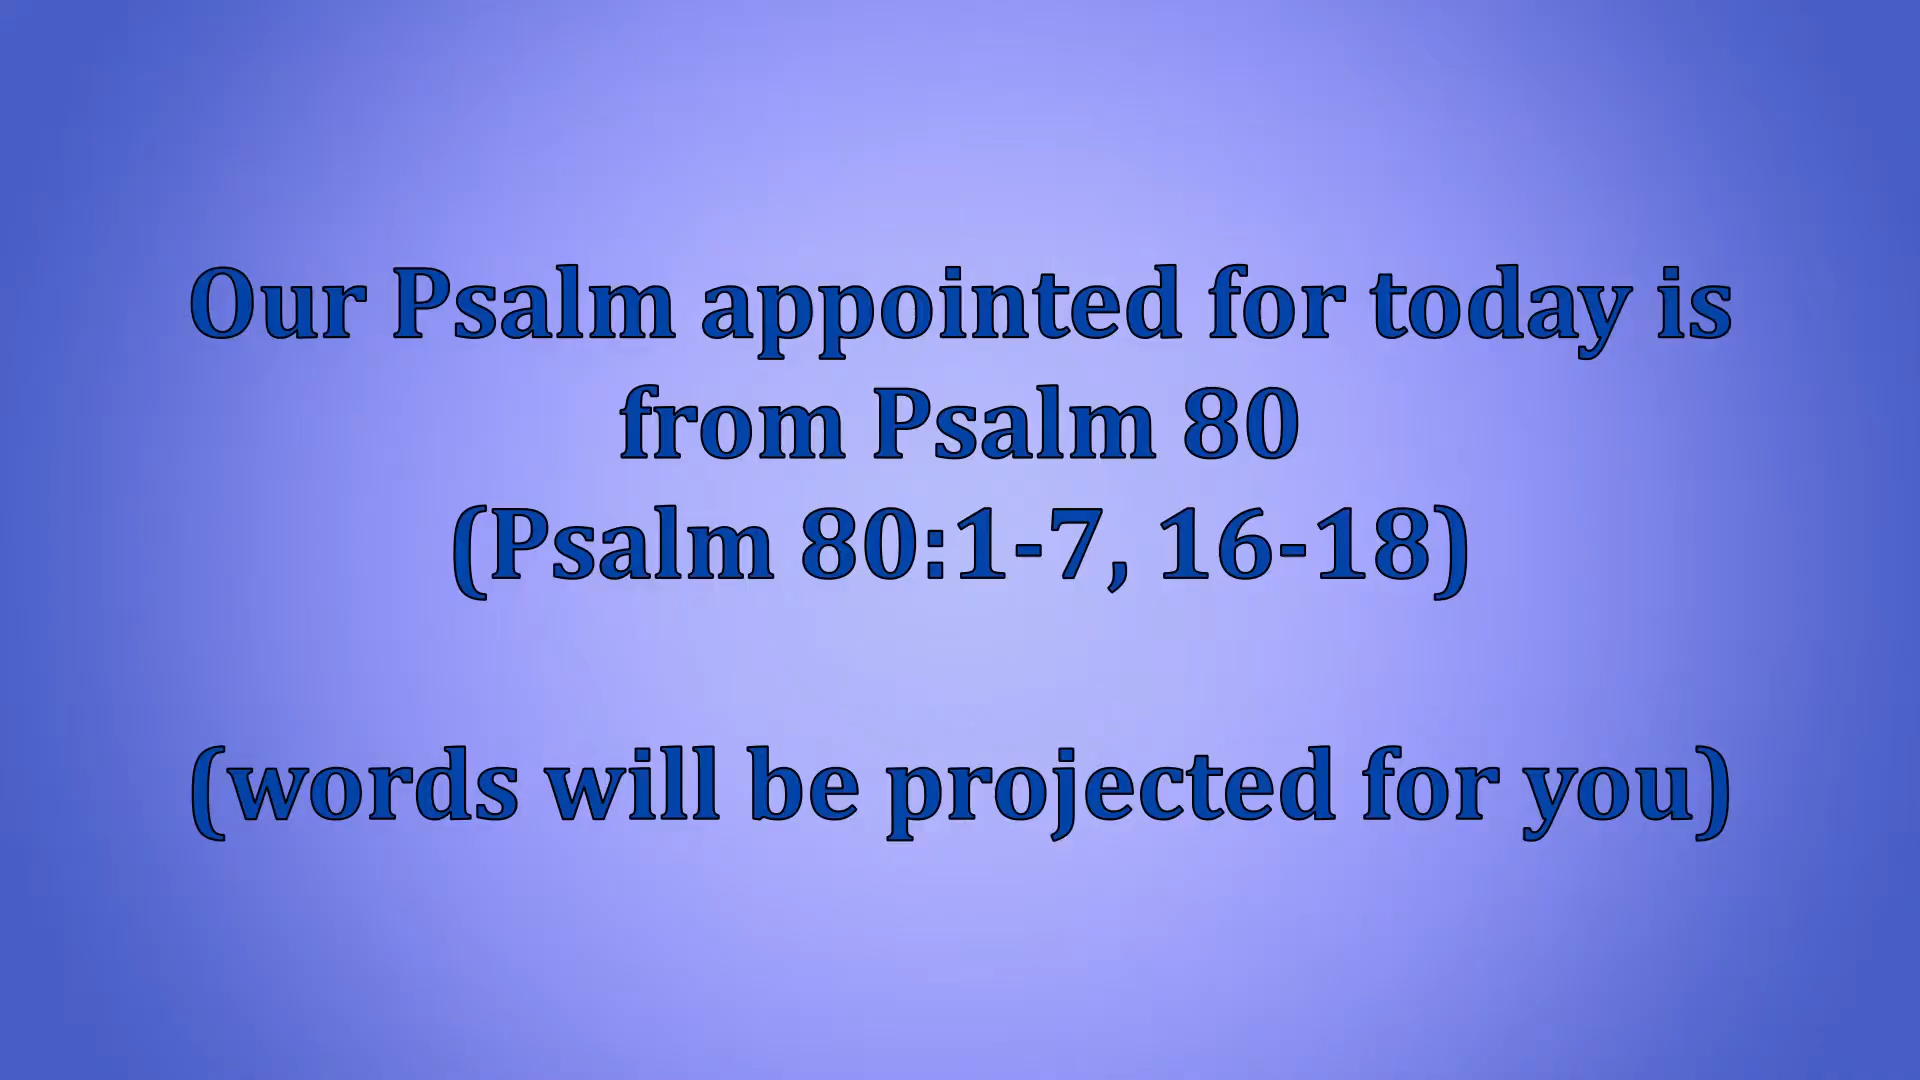 Our Psalm appointed for today is
from Psalm 80
(Psalm 80:1-7, 16-18)
(words will be projected for you)